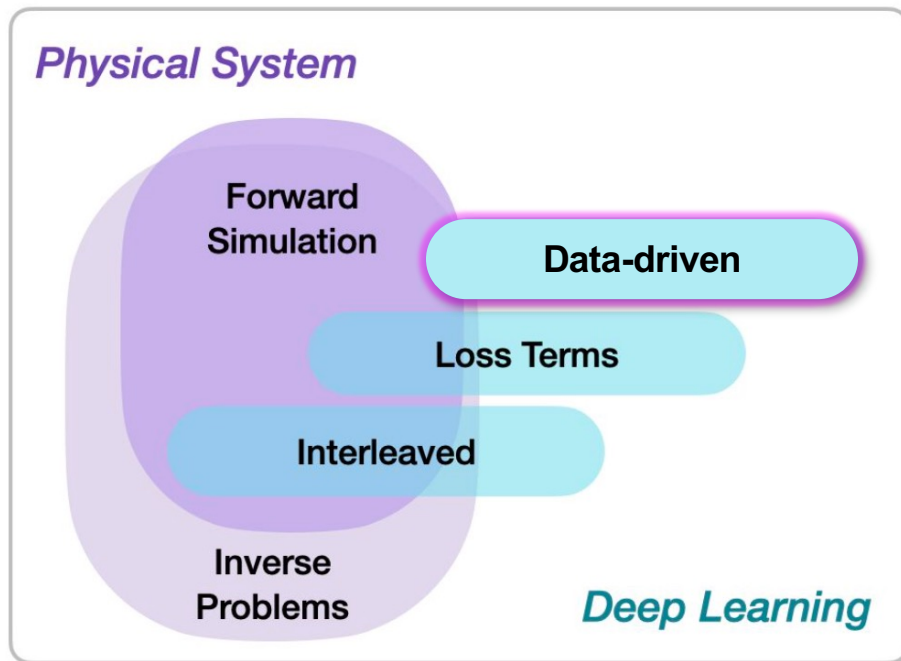 Physical System
Forward
Simulation
Data-driven
Loss Terms
Interleaved
Inverse
Problems
Deep Learning